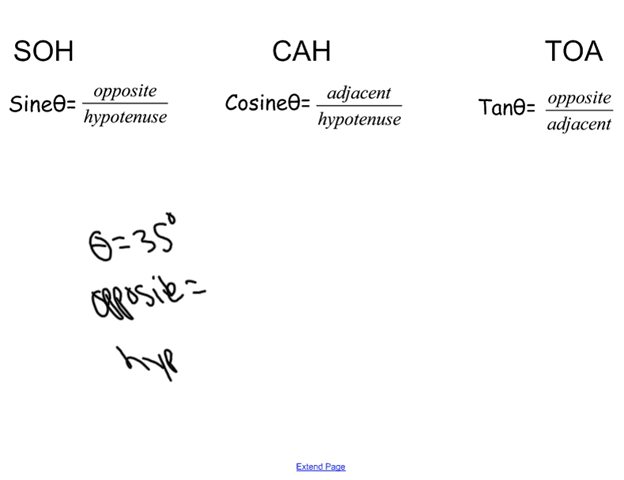 SOH CAH TOA
Sineθ= opposite/hypotenuse Cosineθ= adjacent/hypotenuse Tanθ= opposite/adjacent
θ=35°
opposite=
hyp
Extend Page